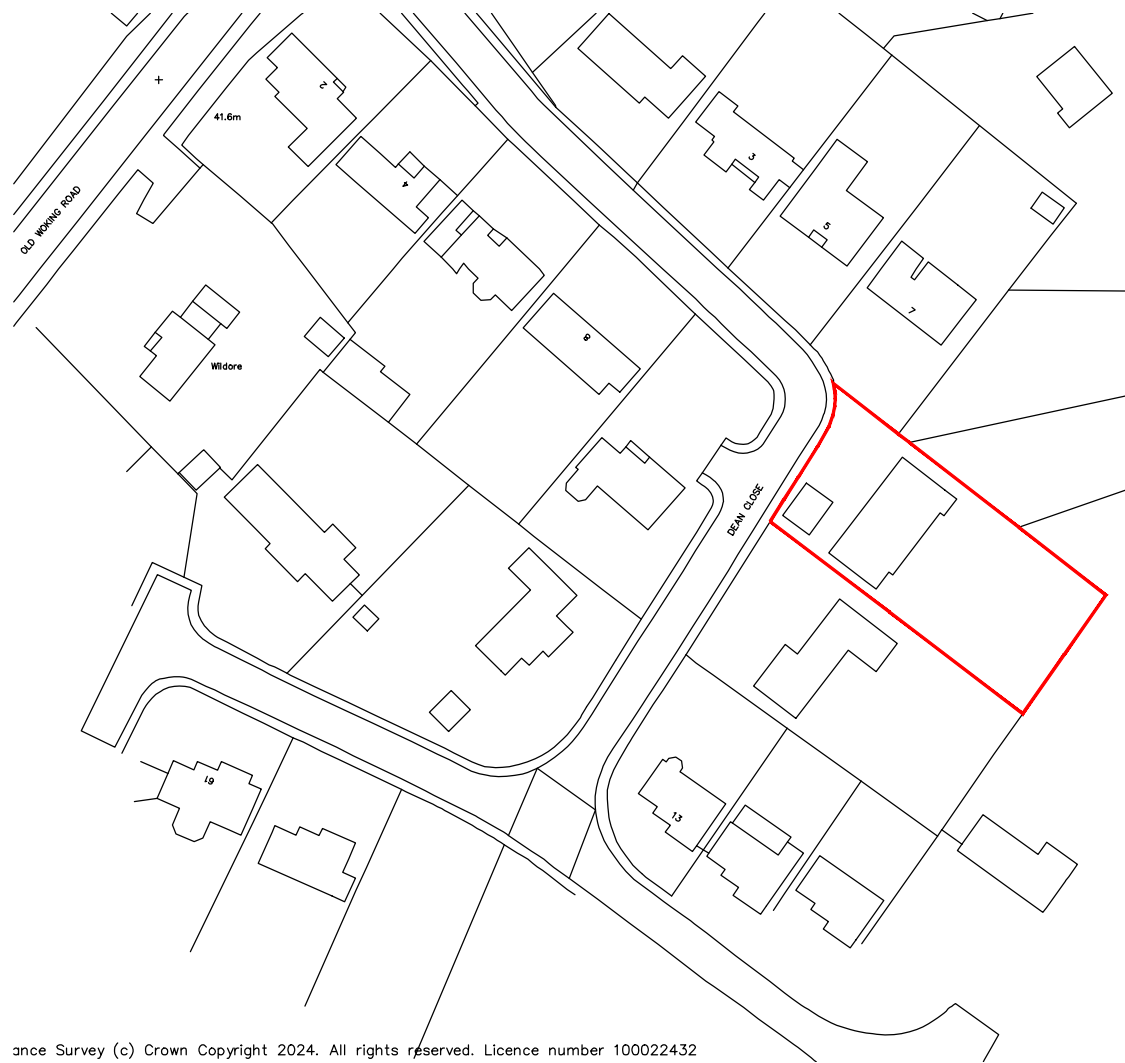 2
41.6m
3
4
OLD WOKING ROAD
5
7
8
Wildore
DEAN CLOSE
19
13
ance Survey (c) Crown Copyright 2024. All rights reserved. Licence number 100022432